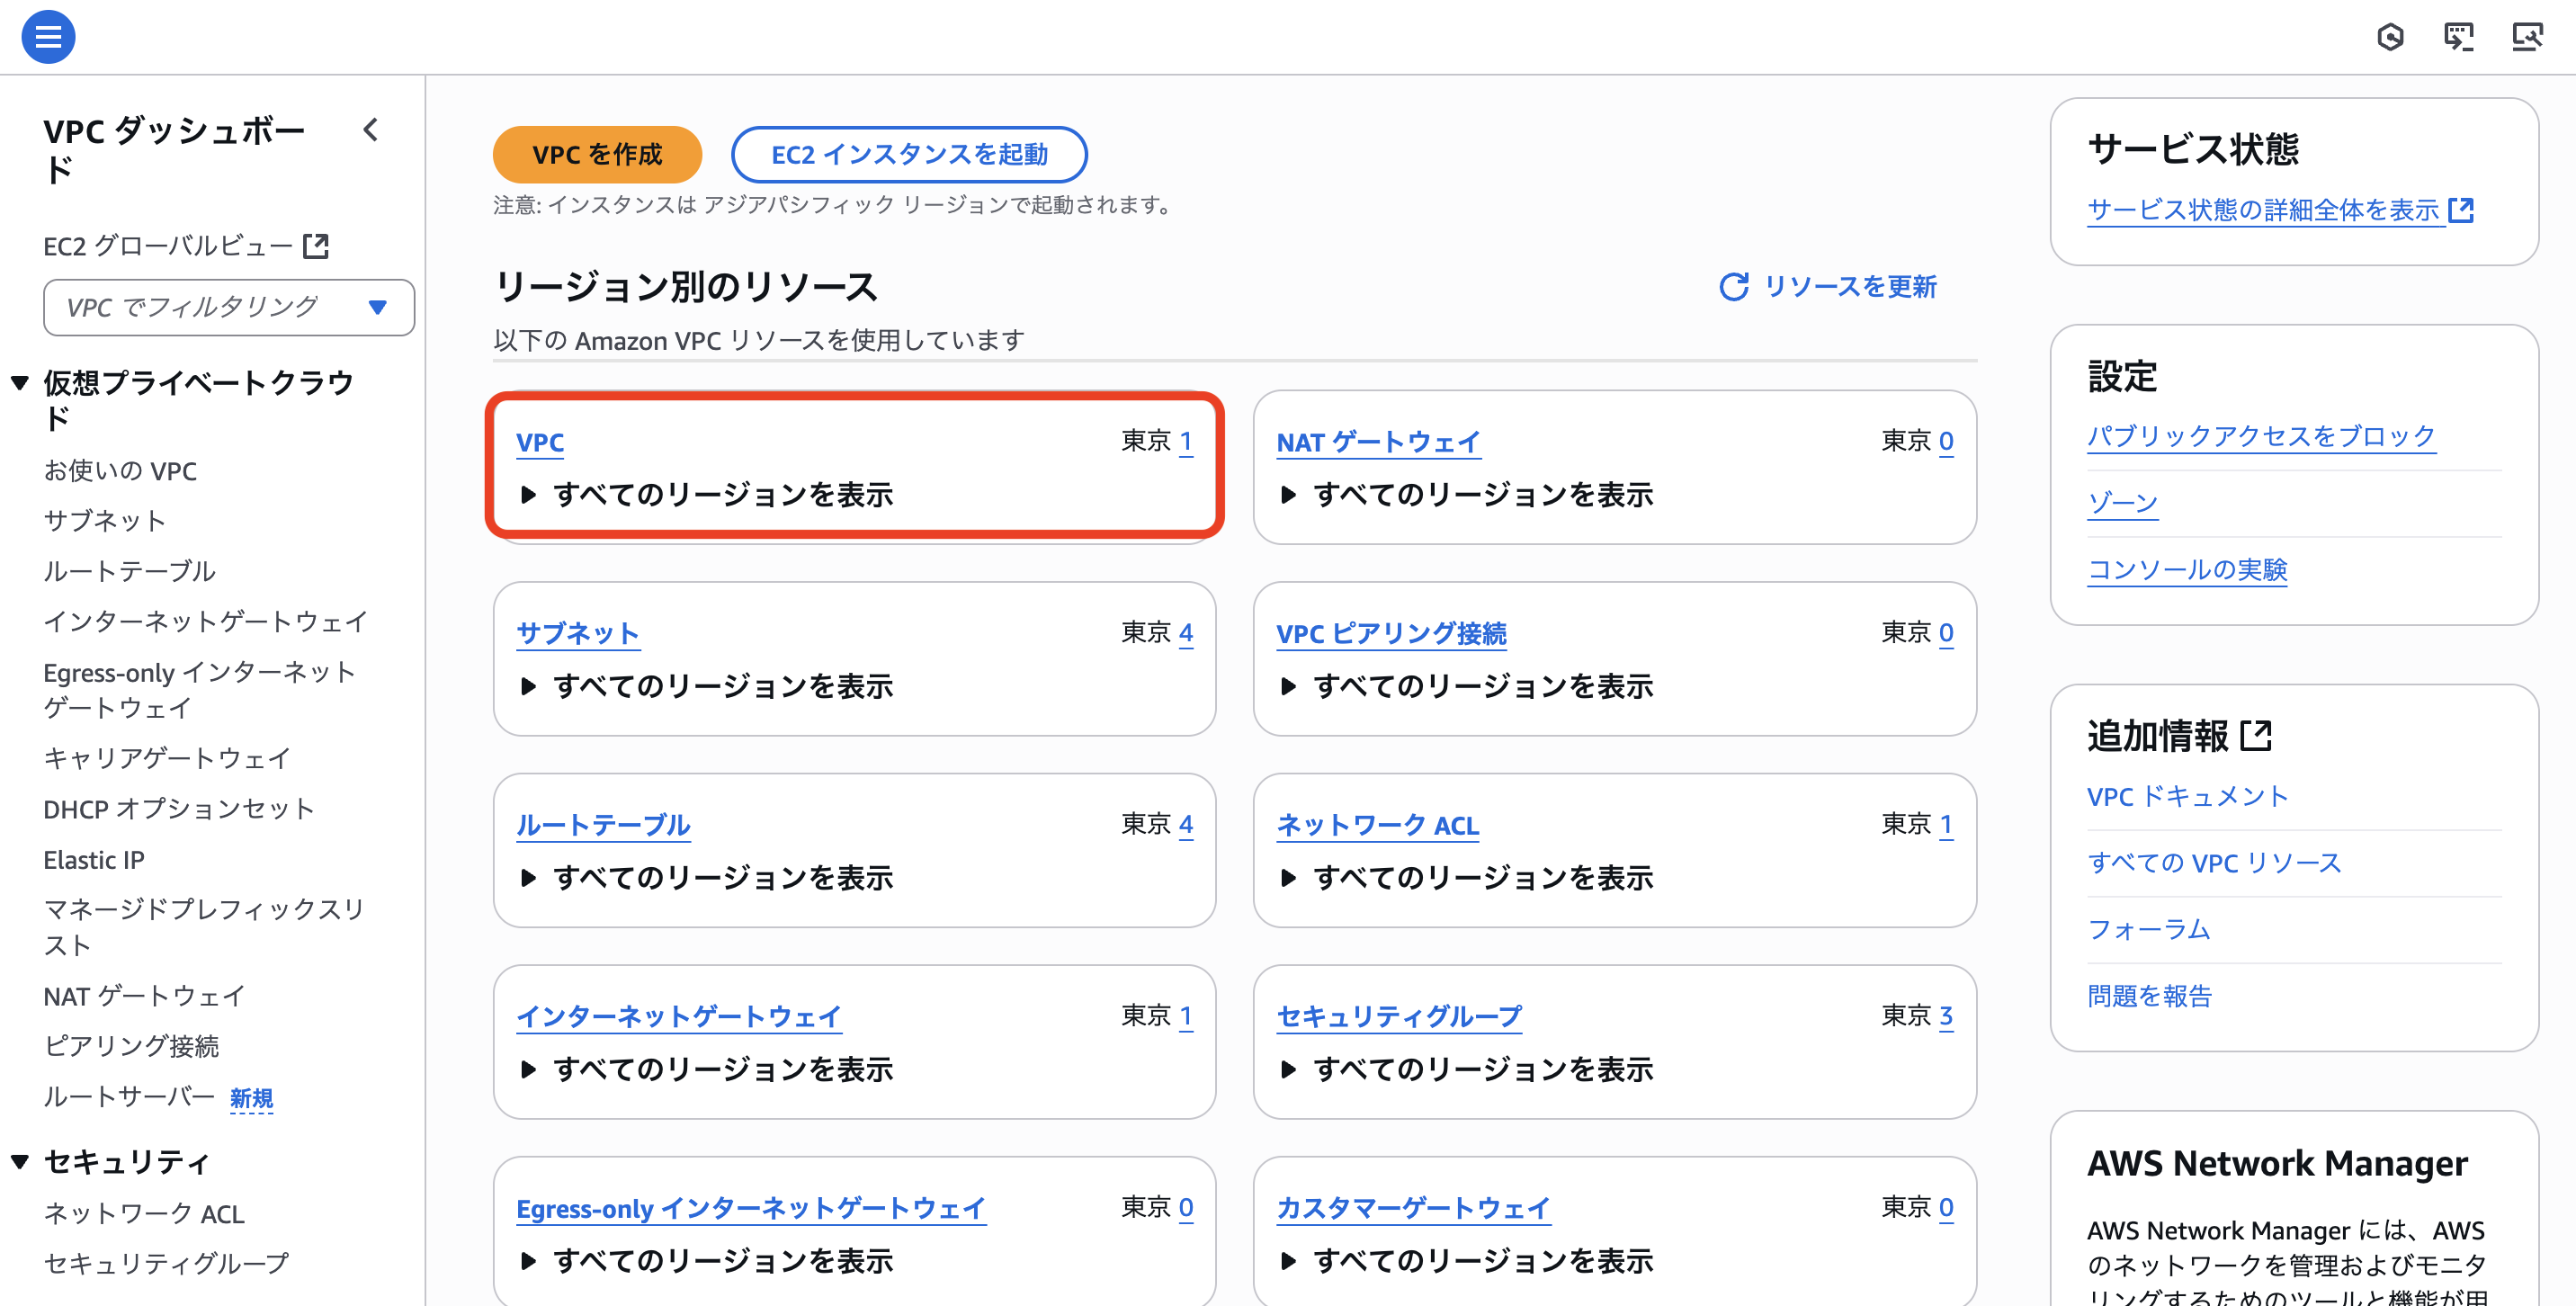 VPC ダッシュボー
ド
EC2 グローバルビュー
VPC でフィルタリング
仮想プライベートクラウ
ド
お使いの VPC
サブネット
ルートテーブル
インターネットゲートウェイ
Egress-only インターネット
ゲートウェイ
キャリアゲートウェイ
DHCP オプションセット
Elastic IP
マネージドプレフィックスリ
スト
NAT ゲートウェイ
ピアリング接続
ルートサーバー 新規
セキュリティ
ネットワーク ACL
セキュリティグループ
VPC を作成
EC2 インスタンスを起動
注意: インスタンスは アジアパシフィック リージョンで起動されます。
リージョン別のリソース
リソースを更新
以下の Amazon VPC リソースを使用しています
VPC 東京 1
すべてのリージョンを表示
NAT ゲートウェイ 東京 0
すべてのリージョンを表示
サブネット 東京 4
すべてのリージョンを表示
VPC ピアリング接続 東京 0
すべてのリージョンを表示
ルートテーブル 東京 4
すべてのリージョンを表示
ネットワーク ACL 東京 1
すべてのリージョンを表示
インターネットゲートウェイ 東京 1
すべてのリージョンを表示
セキュリティグループ 東京 3
すべてのリージョンを表示
Egress-only インターネットゲートウェイ 東京 0
すべてのリージョンを表示
カスタマーゲートウェイ 東京 0
すべてのリージョンを表示
サービス状態
サービス状態の詳細全体を表示
設定
パブリックアクセスをブロック
ゾーン
コンソールの実験
追加情報
VPC ドキュメント
すべての VPC リソース
フォーラム
問題を報告
AWS Network Manager
AWS Network Manager には、AWS
のネットワークを管理およびモニタ
リングするためのツールと機能が用